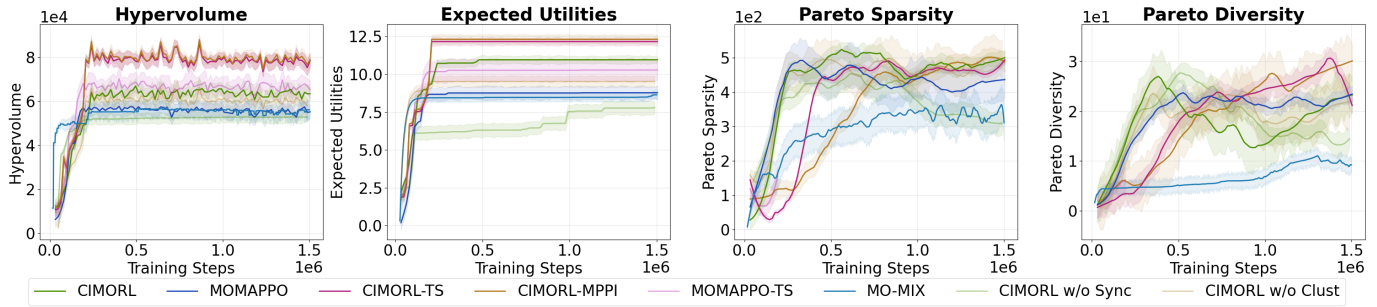 Hypervolume
1e4
Hypervolume
8
6
4
2
0
0.0
0.5
1.0
1.5
Training Steps
1e6
Expected Utilities
Expected Utilities
12.5
10.0
7.5
5.0
2.5
0.0
0.0
0.5
1.0
1.5
Training Steps
1e6
Pareto Sparsity
1e2
Pareto Sparsity
5
4
3
2
1
0
0.0
0.5
1.0
1.5
Training Steps
1e6
Pareto Diversity
1e1
Pareto Diversity
3
2
1
0
0.0
0.5
1.0
1.5
Training Steps
1e6
CIMORL
MOMAPPO
CIMORL-TS
CIMORL-MPPI
MOMAPPO-TS
MO-MIX
CIMORL w/o Sync
CIMORL w/o Clust